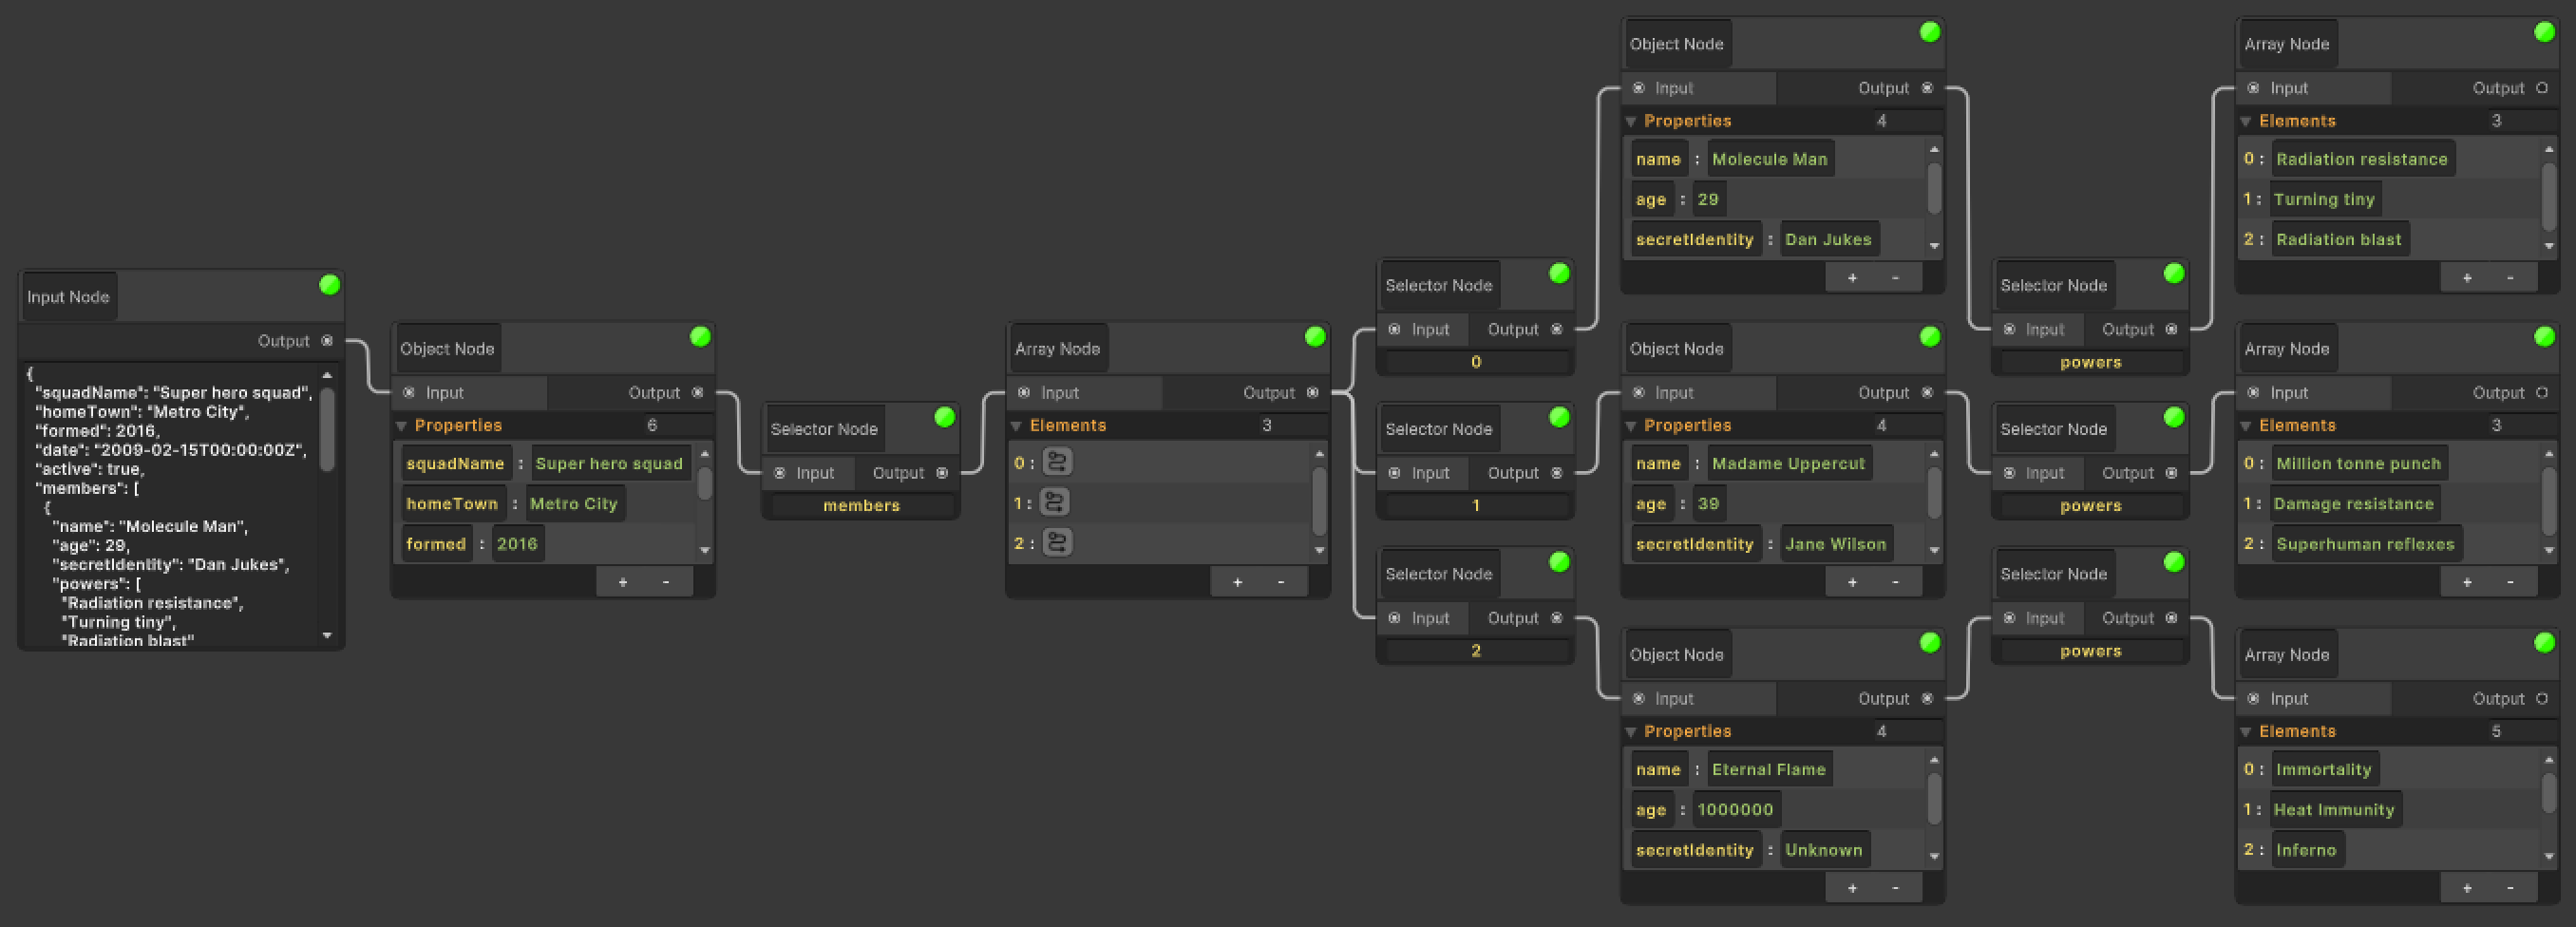 Input Node
Output
{
"squadName": "Super hero squad",
"homeTown": "Metro City",
"formed": 2016,
"date": "2009-02-15T00:00:00Z",
"active": true,
"members": [
{
"name": "Molecule Man",
"age": 29,
"secretIdentity": "Dan Jukes",
"powers": [
"Radiation resistance",
"Turning tiny",
"Radiation blast"
Object Node
Input Output
Properties 6
squadName : Super hero squad
homeTown : Metro City
formed : 2016
+ -
Selector Node
Input Output
members
Array Node
Input Output
Elements 3
0 :
1 :
2 :
+ -
Selector Node
Input Output
0
Selector Node
Input Output
1
Selector Node
Input Output
2
Object Node
Input Output
Properties 4
name : Molecule Man
age : 29
secretIdentity : Dan Jukes
+ -
Object Node
Input Output
Properties 4
name : Madame Uppercut
age : 39
secretIdentity : Jane Wilson
+ -
Object Node
Input Output
Properties 4
name : Eternal Flame
age : 1000000
secretIdentity : Unknown
+ -
Selector Node
Input Output
powers
Selector Node
Input Output
powers
Selector Node
Input Output
powers
Array Node
Input Output
Elements 3
0 : Radiation resistance
1 : Turning tiny
2 : Radiation blast
+ -
Array Node
Input Output
Elements 3
0 : Million tonne punch
1 : Damage resistance
2 : Superhuman reflexes
+ -
Array Node
Input Output
Elements 5
0 : Immortality
1 : Heat Immunity
2 : Inferno
+ -